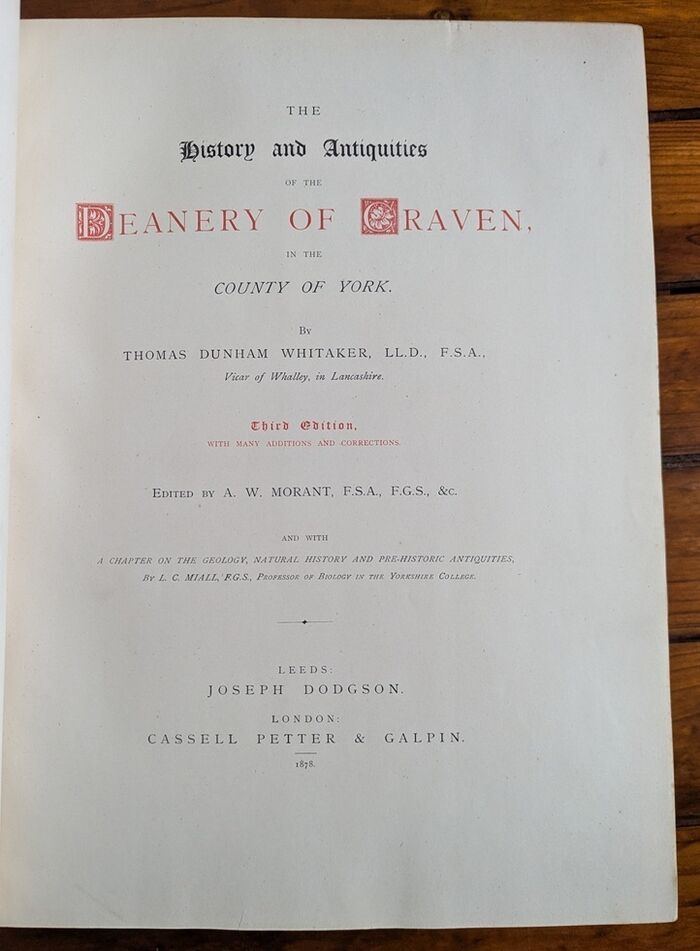 THE
History and Antiquities
OF THE
DEANERY OF CRAVEN,
IN THE
COUNTY OF YORK.
By
THOMAS DUNHAM WHITAKER, LL.D., F.S.A.,
Vicar of Whalley, in Lancashire.
Third Edition,
WITH MANY ADDITIONS AND CORRECTIONS.
EDITED BY A. W. MORANT, F.S.A., F.G.S., &c.
AND WITH
A CHAPTER ON THE GEOLOGY, NATURAL HISTORY AND PRE-HISTORIC ANTIQUITIES,
BY L. C. MIALL, F.G.S., PROFESSOR OF BIOLOGY IN THE YORKSHIRE COLLEGE.
LEEDS:
JOSEPH DODGSON.
LONDON:
CASSELL PETTER & GALPIN.
1878.